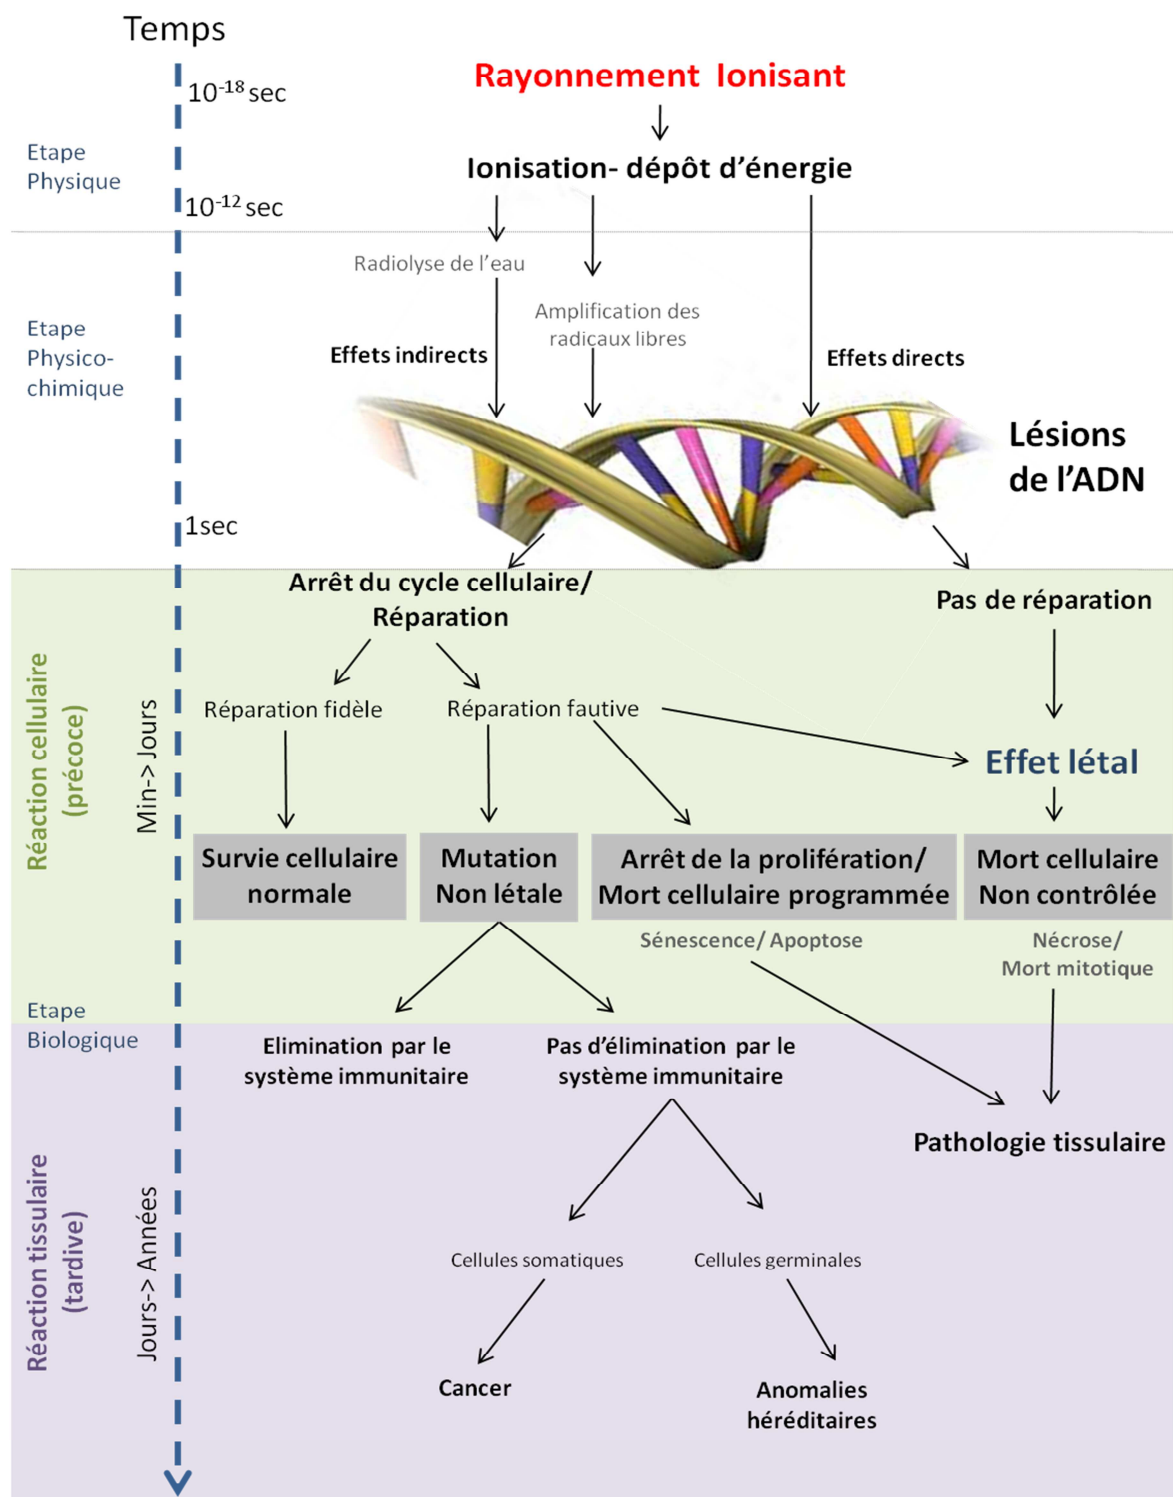 Temps
10⁻¹⁸ sec
Rayonnement Ionisant
Etape
Physique
Ionisation- dépôt d’énergie
10⁻¹² sec
Radiolyse de l’eau
Amplification des
radicaux libres
Etape
Physico-
chimique
Effets indirects
Effets directs
Lésions
de l’ADN
1sec
Arrêt du cycle cellulaire/
Réparation
Pas de réparation
Réaction cellulaire
(précoce)
Min-> Jours
Réparation fidèle
Réparation fautive
Effet létal
Survie cellulaire
normale
Mutation
Non létale
Arrêt de la prolifération/
Mort cellulaire programmée
Mort cellulaire
Non contrôlée
Sénescence/ Apoptose
Nécrose/
Mort mitotique
Etape
Biologique
Elimination par le
système immunitaire
Pas d’élimination par le
système immunitaire
Pathologie tissulaire
Réaction tissulaire
(tardive)
Jours-> Années
Cellules somatiques
Cellules germinales
Cancer
Anomalies
héréditaires